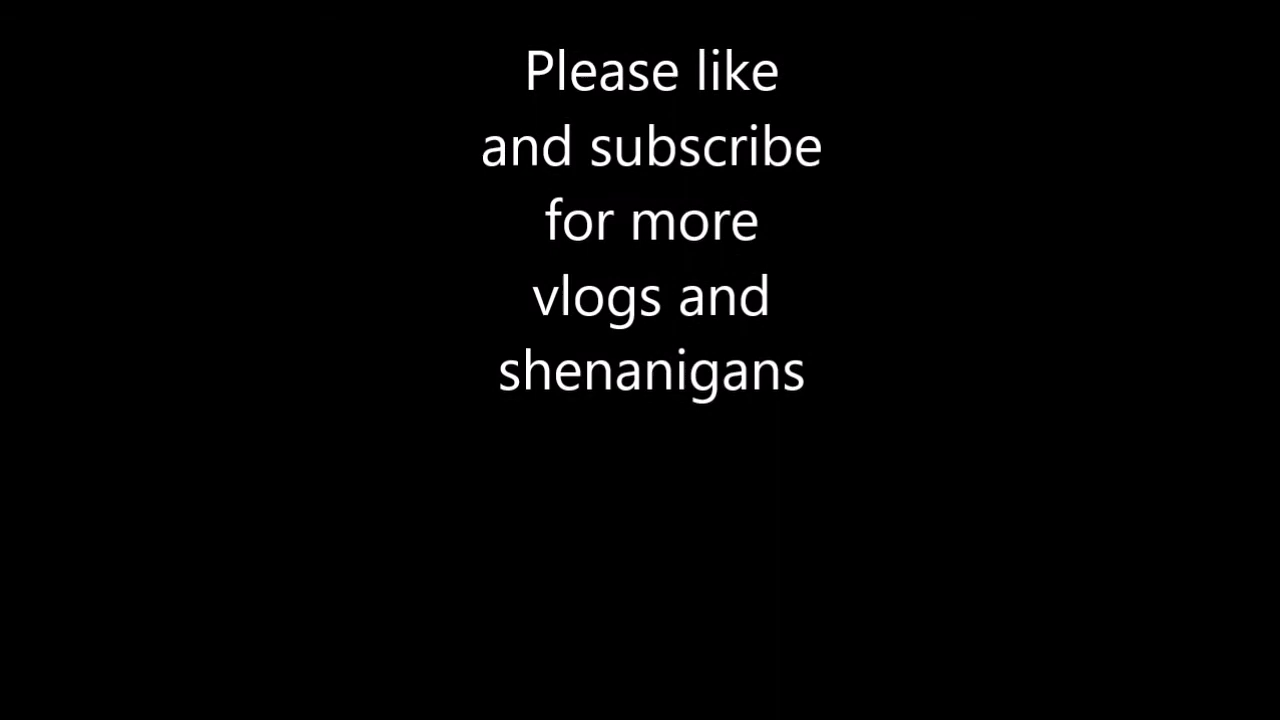 Please like
and subscribe
for more
vlogs and
shenanigans